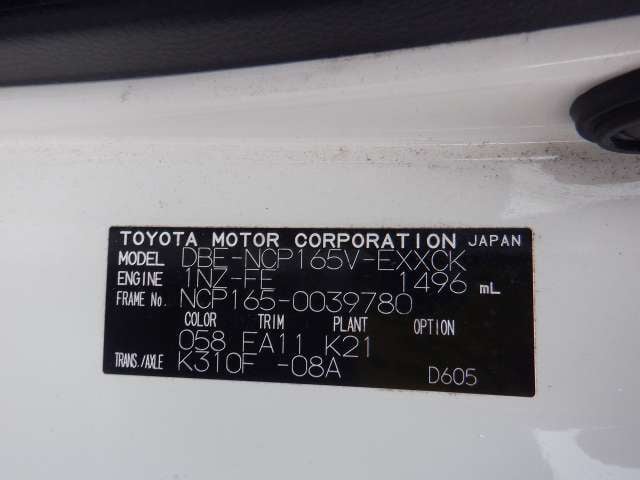 TOYOTA MOTOR CORPORATION JAPAN
MODEL DBE-NCP165V-EXXCK
ENGINE 1NZ-FE 1496 mL
FRAME No. NCP165-0039780
COLOR TRIM PLANT OPTION
058 FA11 K21
TRANS./AXLE K310F -08A
D605